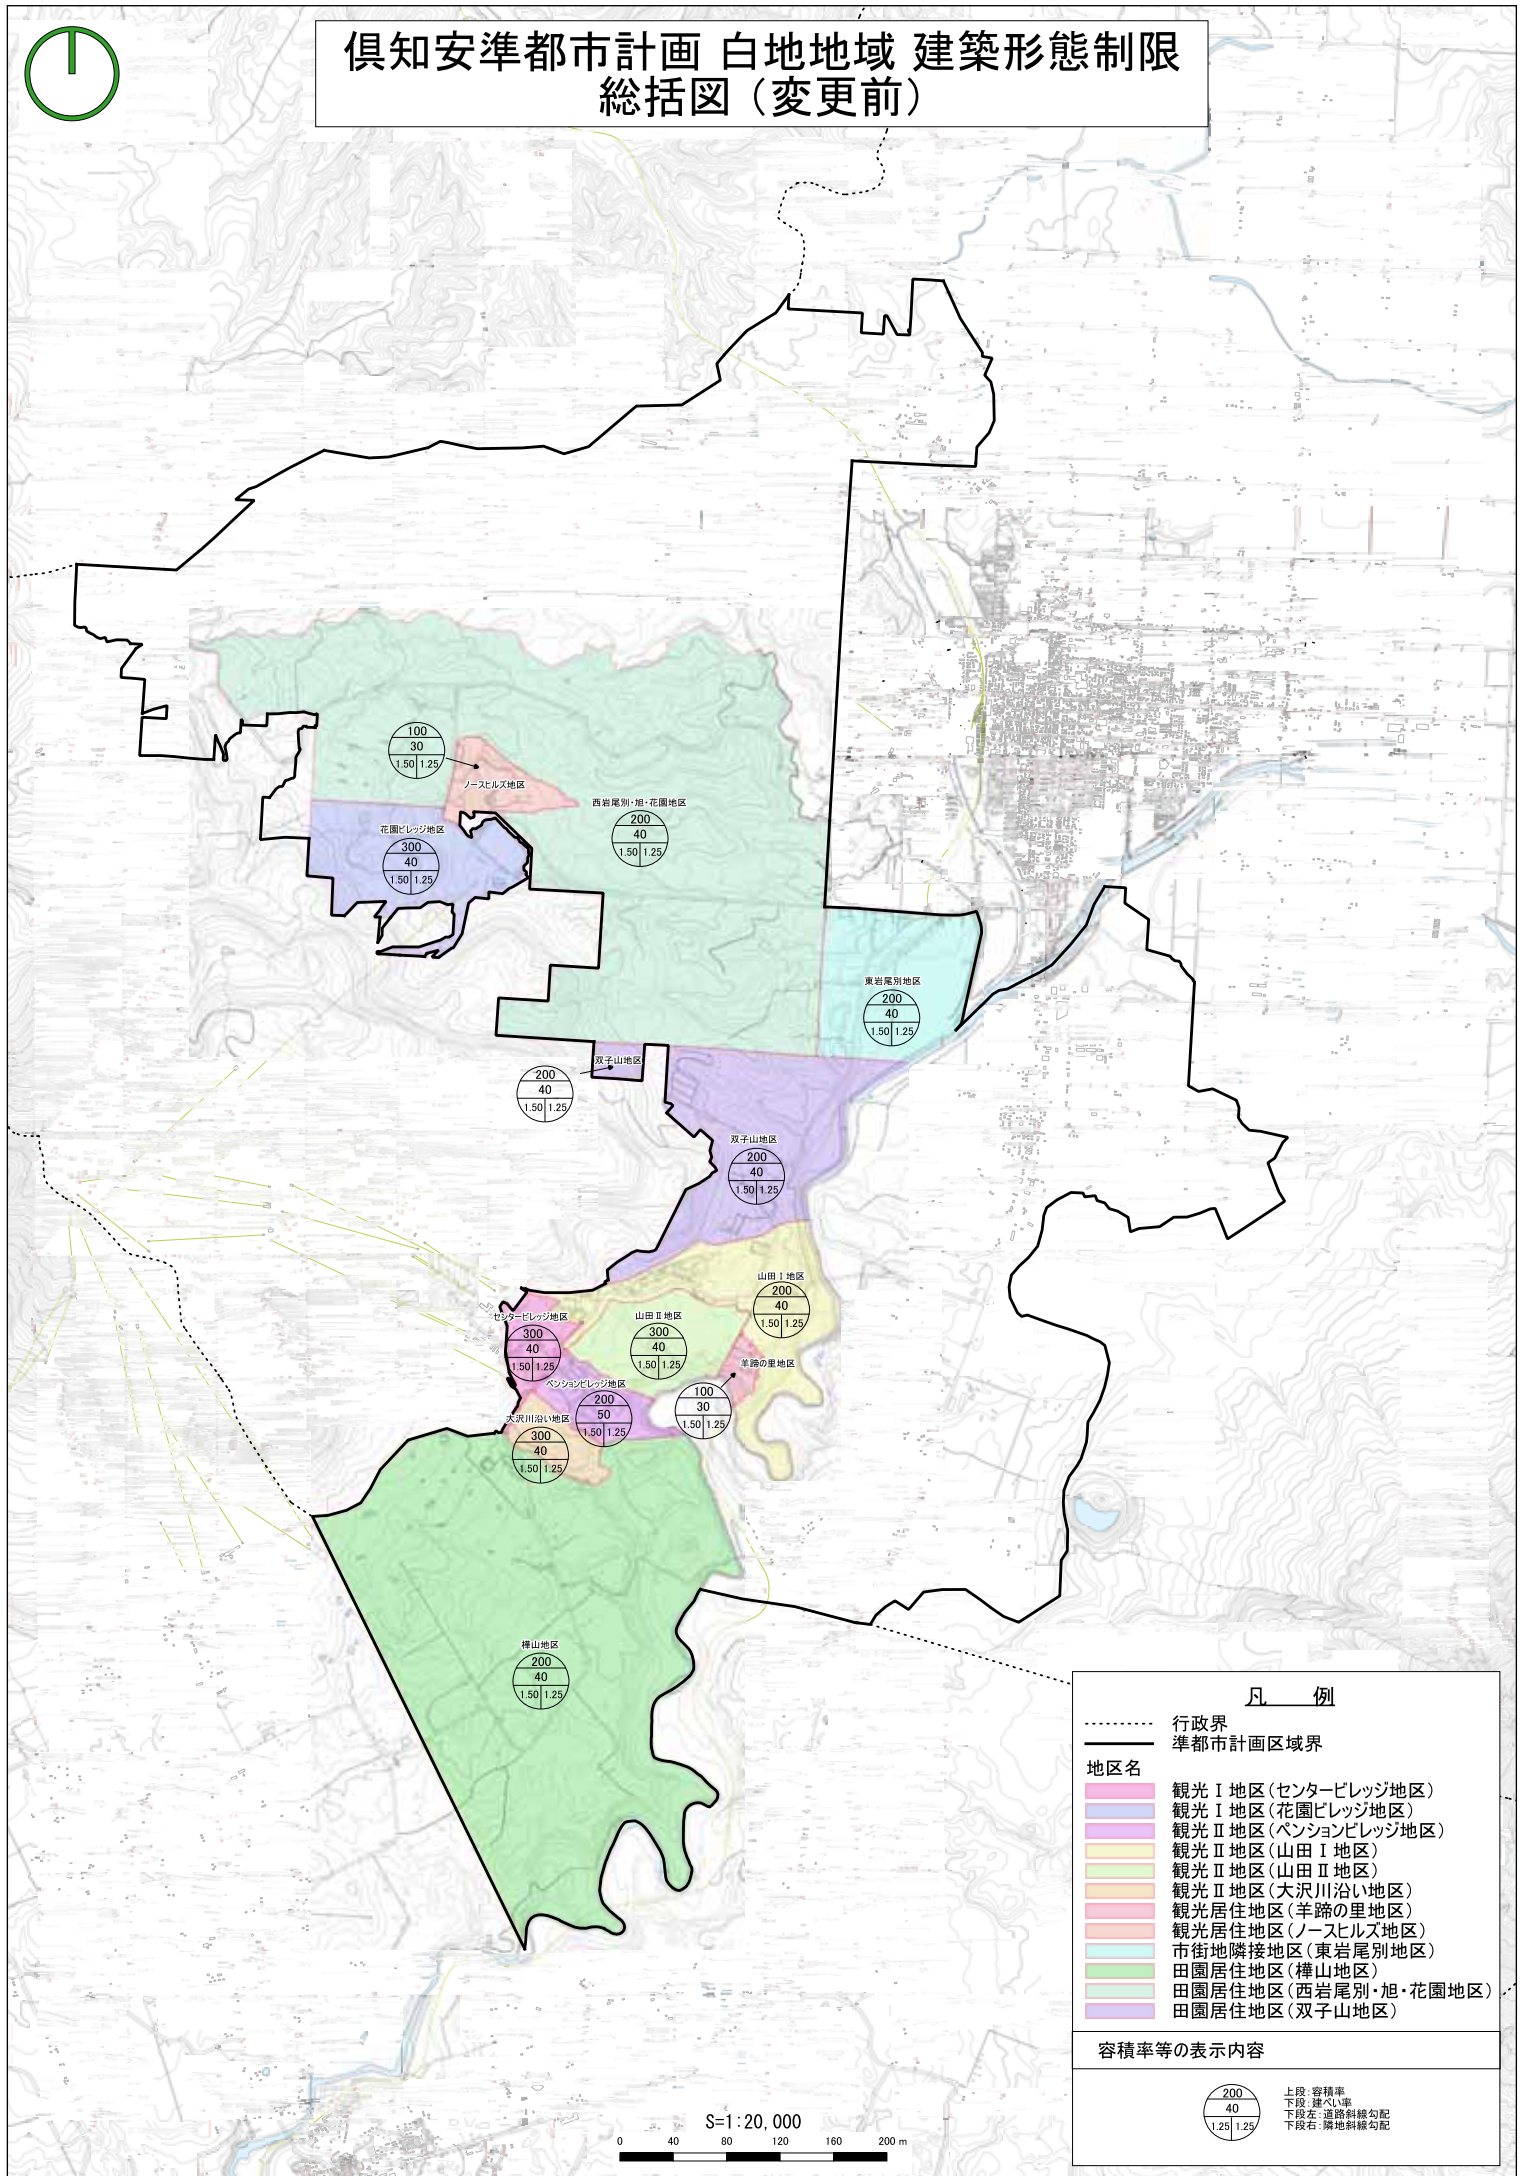 倶知安準都市計画 白地地域 建築形態制限
総括図（変更前）
100
30
1.50 1.25
ノースヒルズ地区
西岩尾別・旭・花園地区
200
40
1.50 1.25
花園ビレッジ地区
300
40
1.50 1.25
東岩尾別地区
200
40
1.50 1.25
双子山地区
200
40
1.50 1.25
双子山地区
200
40
1.50 1.25
山田Ⅰ地区
200
40
1.50 1.25
センタービレッジ地区
300
40
1.50 1.25
山田Ⅱ地区
300
40
1.50 1.25
羊蹄の里地区
100
30
1.50 1.25
ペンションビレッジ地区
200
50
1.50 1.25
大沢川沿い地区
300
40
1.50 1.25
樺山地区
200
40
1.50 1.25
凡 例
行政界
準都市計画区域界
地区名
観光Ⅰ地区（センタービレッジ地区）
観光Ⅰ地区（花園ビレッジ地区）
観光Ⅱ地区（ペンションビレッジ地区）
観光Ⅱ地区（山田Ⅰ地区）
観光Ⅱ地区（山田Ⅱ地区）
観光Ⅱ地区（大沢川沿い地区）
観光居住地区（羊蹄の里地区）
観光居住地区（ノースヒルズ地区）
市街地隣接地区（東岩尾別地区）
田園居住地区（樺山地区）
田園居住地区（西岩尾別・旭・花園地区）
田園居住地区（双子山地区）
容積率等の表示内容
200
40
1.25 1.25
上段：容積率
下段：建ぺい率
下段左：道路斜線勾配
下段右：隣地斜線勾配
S=1:20,000
0 40 80 120 160 200 m